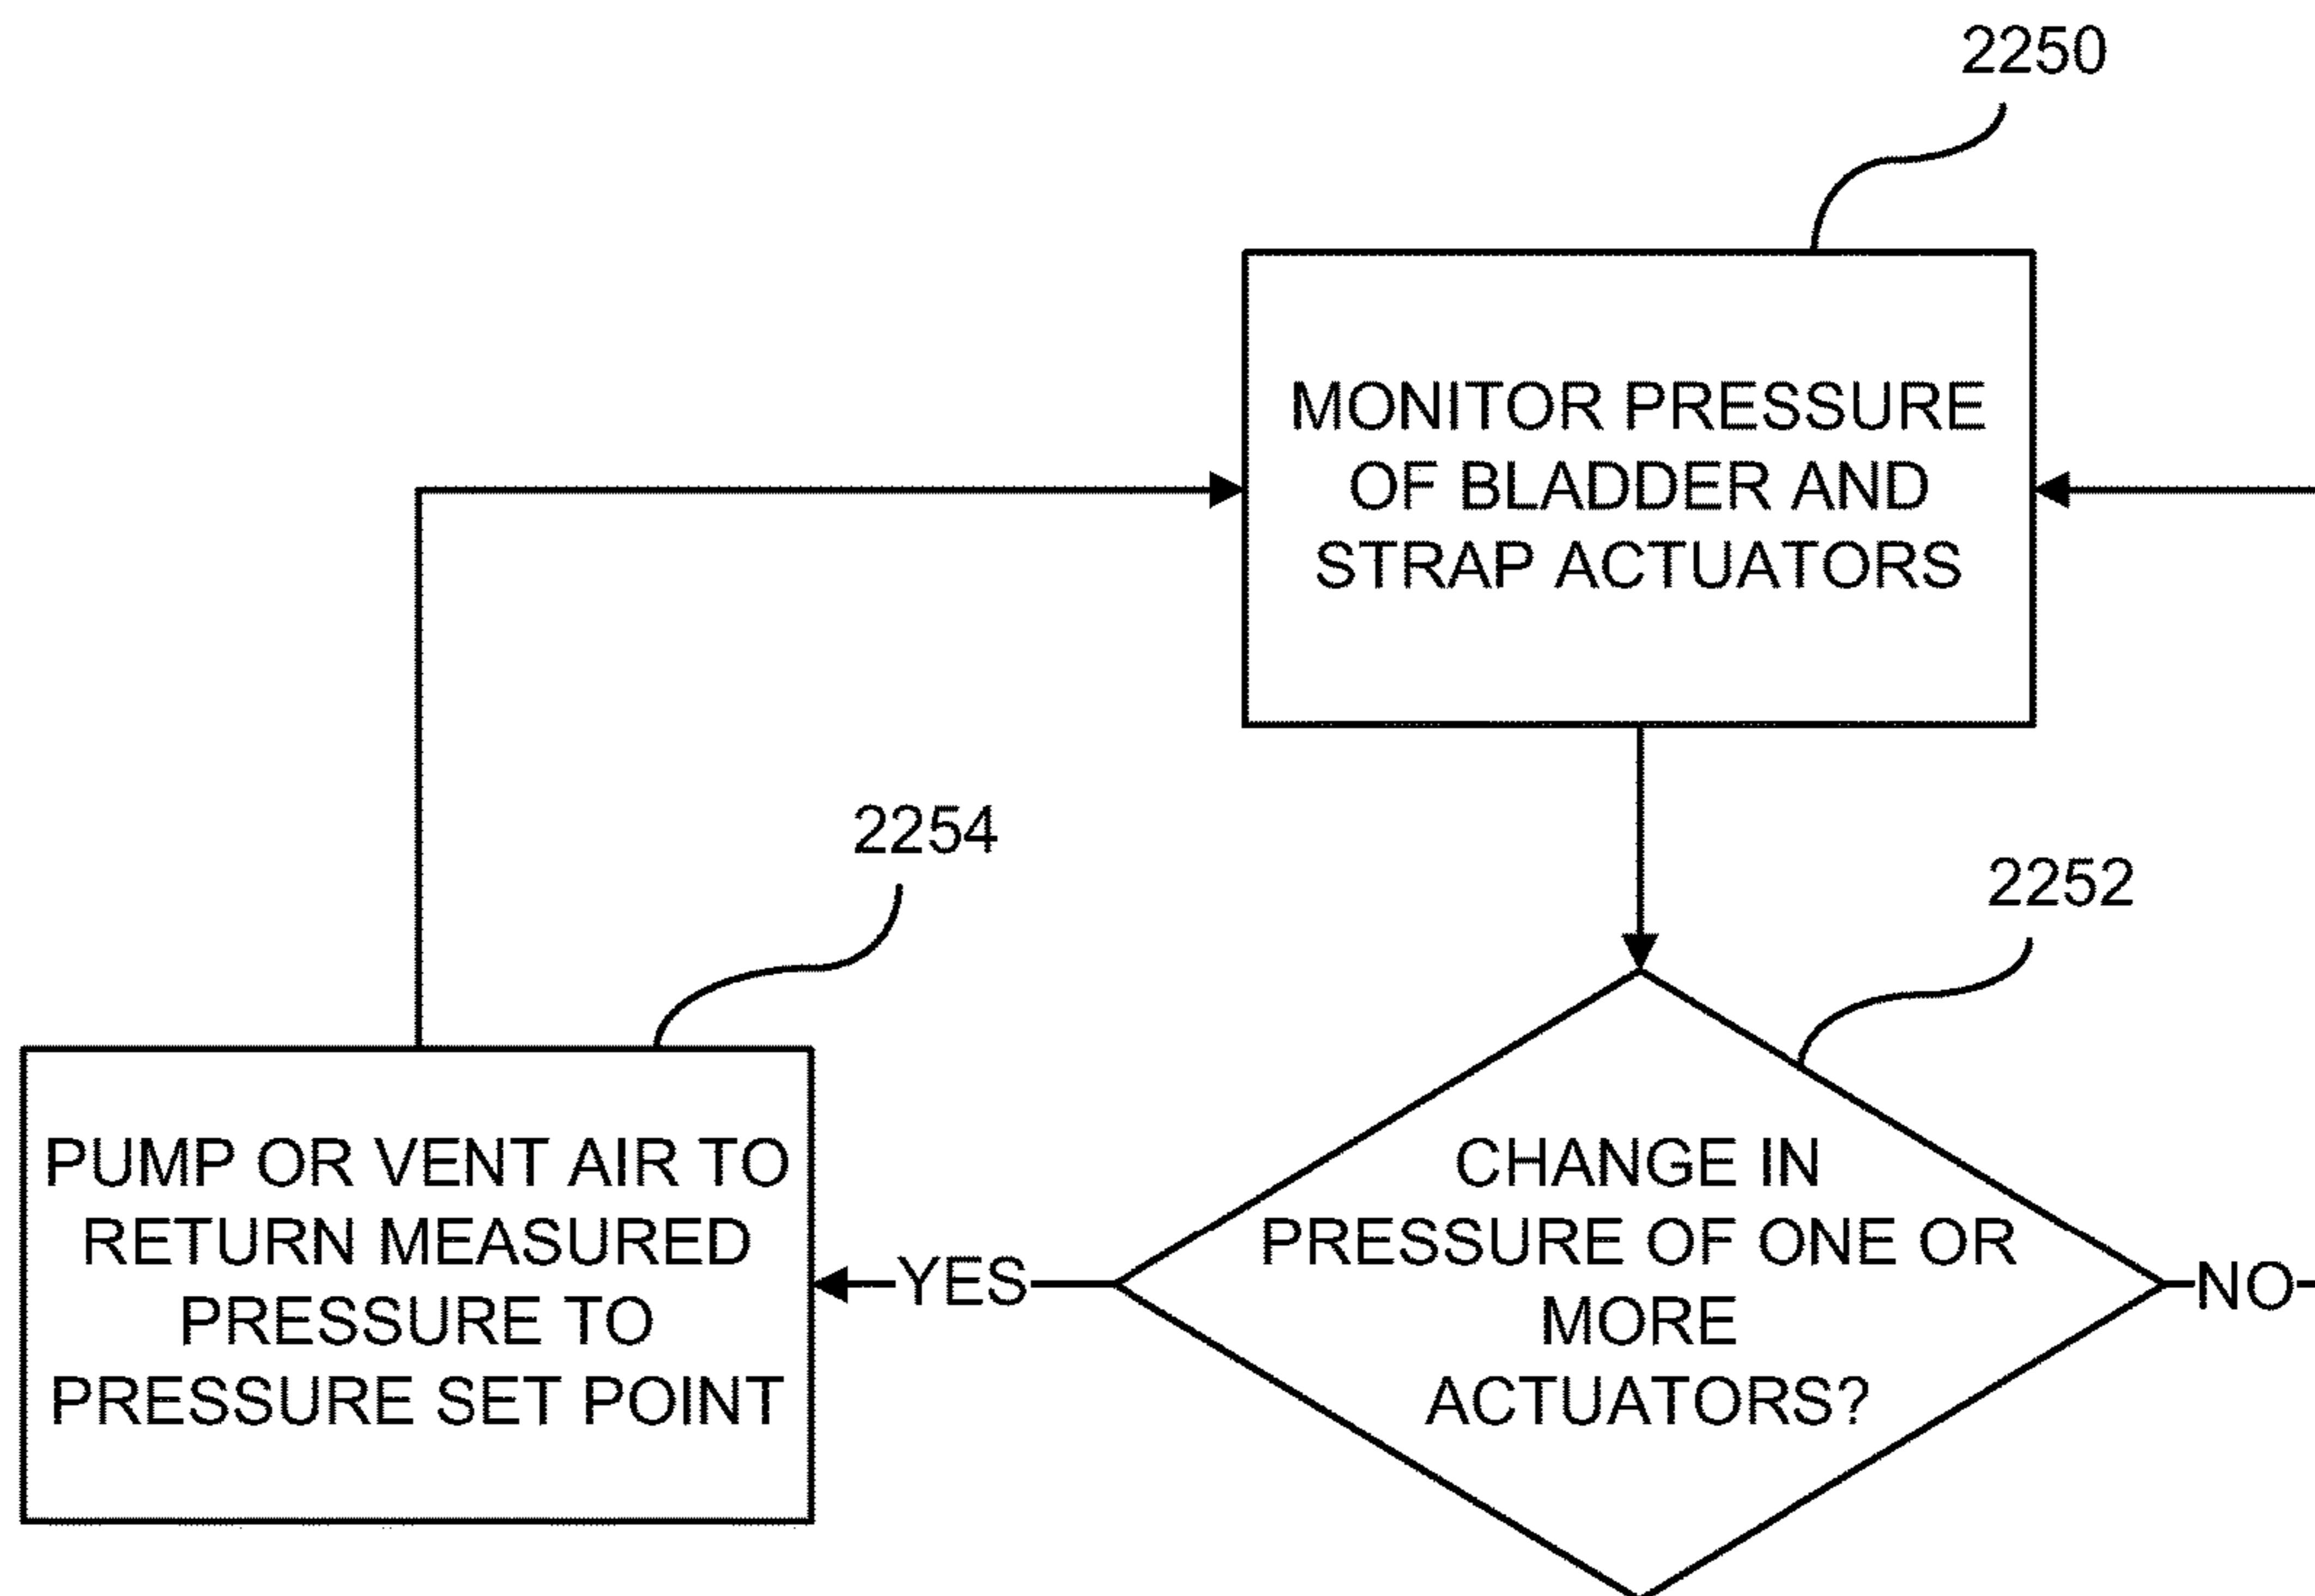 2250
MONITOR PRESSURE
OF BLADDER AND
STRAP ACTUATORS
2254
2252
PUMP OR VENT AIR TO
RETURN MEASURED
PRESSURE TO
PRESSURE SET POINT
YES
CHANGE IN
PRESSURE OF ONE OR
MORE
ACTUATORS?
NO